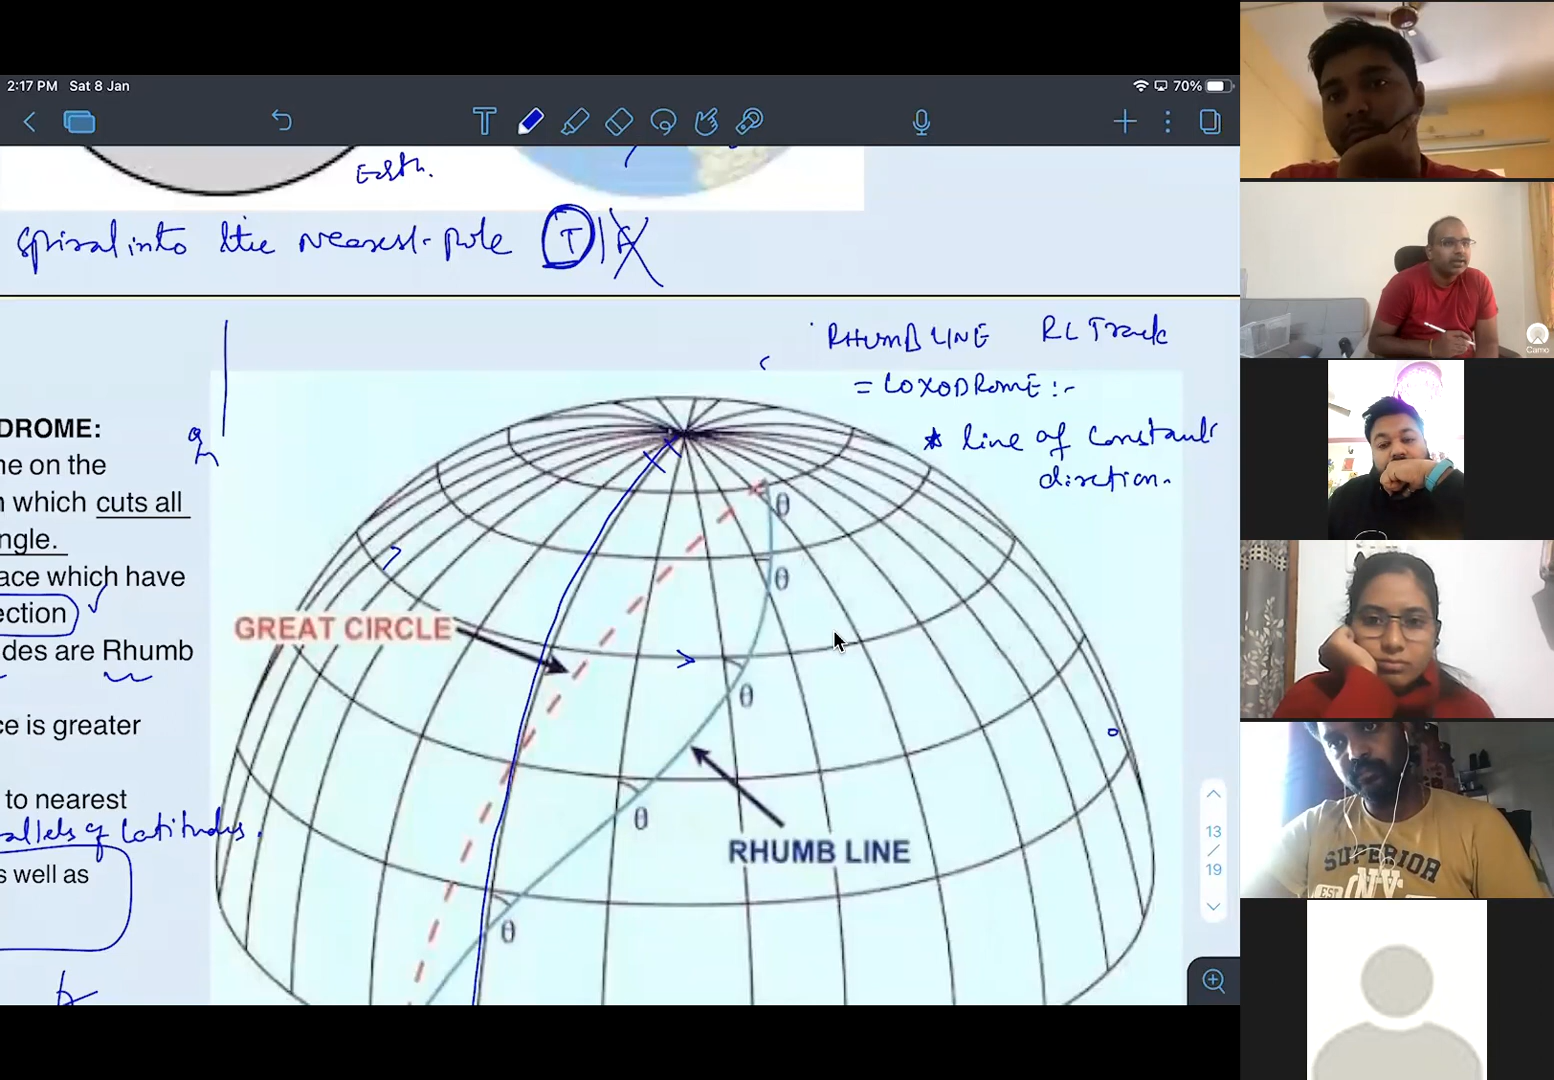 2:17 PM Sat 8 Jan
70%
T
Earth.
spiral into the nearest pole T | F
RHUMB LINE RL Track
= LOXODROME :-
* line of constant
direction.
DROME:
ne on the
n which cuts all
ngle.
ace which have
ection
des are Rhumb
ce is greater
to nearest
allels of latitudes.
s well as
GREAT CIRCLE
RHUMB LINE
θ
θ
θ
θ
θ
13
/
19
Camo
SUPERIOR
EST